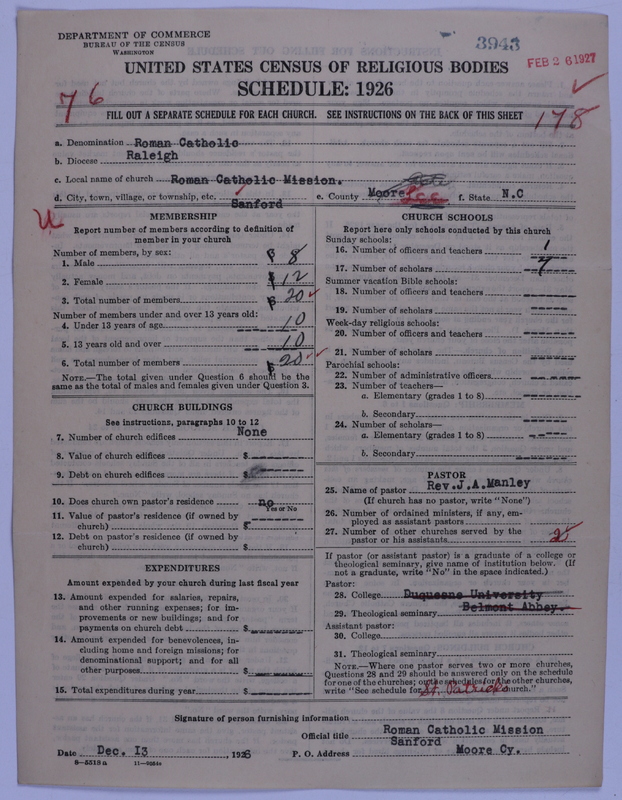 DEPARTMENT OF COMMERCE
BUREAU OF THE CENSUS
WASHINGTON
3943
FEB 26 1927
UNITED STATES CENSUS OF RELIGIOUS BODIES
SCHEDULE: 1926
76
178
FILL OUT A SEPARATE SCHEDULE FOR EACH CHURCH. SEE INSTRUCTIONS ON THE BACK OF THIS SHEET
a. Denomination Roman Catholic
b. Diocese Raleigh
c. Local name of church Roman Catholic Mission.
d. City, town, village, or township, etc. Sanford e. County Moore Lee f. State N.C
MEMBERSHIP
Report number of members according to definition of member in your church
Number of members, by sex:
1. Male 8
2. Female 12
3. Total number of members 20
Number of members under and over 13 years old:
4. Under 13 years of age 10
5. 13 years old and over 10
6. Total number of members 20
NOTE.—The total given under Question 6 should be the
same as the total of males and females given under Question 3.
CHURCH BUILDINGS
See instructions, paragraphs 10 to 12
7. Number of church edifices None
8. Value of church edifices $
9. Debt on church edifices $
10. Does church own pastor's residence no
Yes or No
11. Value of pastor's residence (if owned by
church) $
12. Debt on pastor's residence (if owned by
church) $
EXPENDITURES
Amount expended by your church during last fiscal year
13. Amount expended for salaries, repairs,
and other running expenses; for im-
provements or new buildings; and for
payments on church debt $
14. Amount expended for benevolences, in-
cluding home and foreign missions; for
denominational support; and for all
other purposes $
15. Total expenditures during year $
CHURCH SCHOOLS
Report here only schools conducted by this church
Sunday schools:
16. Number of officers and teachers 1
17. Number of scholars 7
Summer vacation Bible schools:
18. Number of officers and teachers
19. Number of scholars
Week-day religious schools:
20. Number of officers and teachers
21. Number of scholars
Parochial schools:
22. Number of administrative officers
23. Number of teachers—
a. Elementary (grades 1 to 8)
b. Secondary
24. Number of scholars—
a. Elementary (grades 1 to 8)
b. Secondary
PASTOR
25. Name of pastor Rev.J.A.Manley
(If church has no pastor, write "None")
26. Number of ordained ministers, if any, em-
ployed as assistant pastors
27. Number of other churches served by the
pastor or his assistants 2
If pastor (or assistant pastor) is a graduate of a college or
theological seminary, give name of institution below. (If
not a graduate, write "No" in the space indicated.)
Pastor:
28. College Duquesne University
29. Theological seminary Belmont Abbey.
Assistant pastor:
30. College
31. Theological seminary
NOTE.—Where one pastor serves two or more churches,
Questions 28 and 29 should be answered only on the schedule
for one of the churches; on the schedules for the other churches,
write "See schedule for St. Patricks church."
Signature of person furnishing information
Official title Roman Catholic Mission
Date Dec. I3, 1926 P. O. Address Sanford Moore Cy.
8—5518a 11—9984a